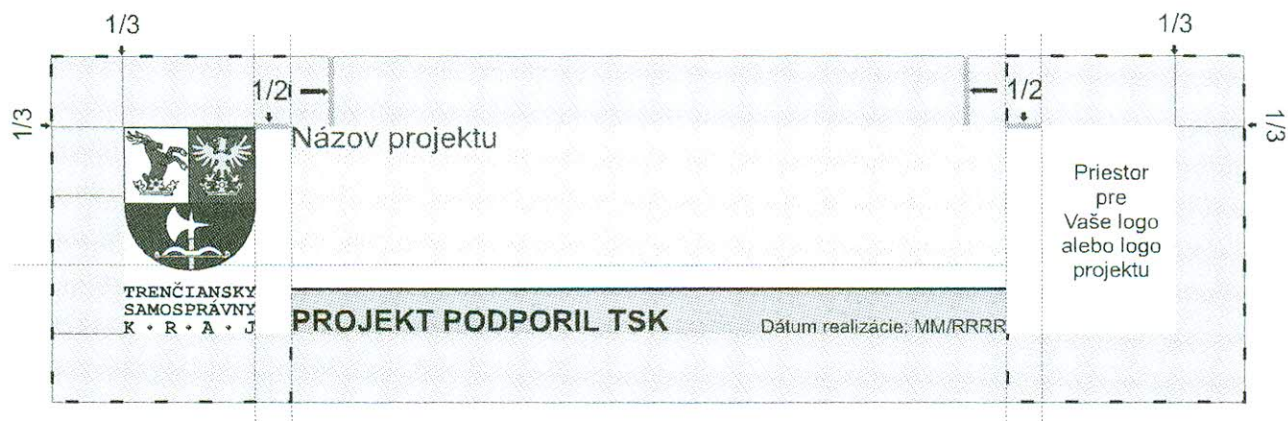 1/3
1/3
1/2
1/2
1/3
1/3
Názov projektu
Priestor
pre
Vaše logo
alebo logo
projektu
TRENČIANSKY
SAMOSPRÁVNY
K · R · A · J
PROJEKT PODPORIL TSK
Dátum realizácie: MM/RRRR